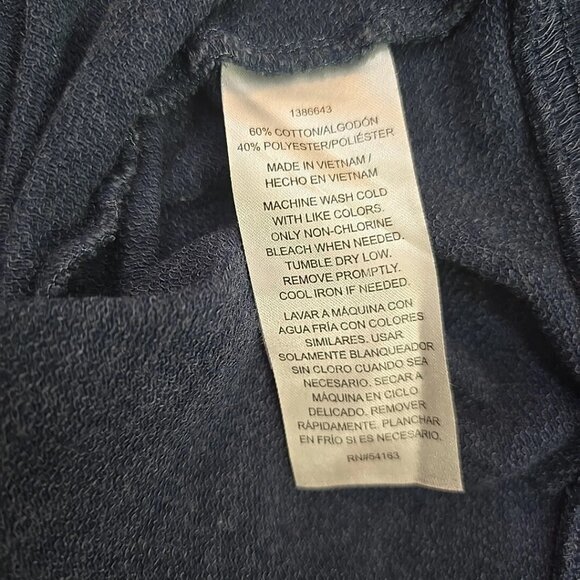 1386643
60% COTTON/ALGODÓN
40% POLYESTER/POLIÉSTER
MADE IN VIETNAM /
HECHO EN VIETNAM
MACHINE WASH COLD
WITH LIKE COLORS.
ONLY NON-CHLORINE
BLEACH WHEN NEEDED.
TUMBLE DRY LOW.
REMOVE PROMPTLY.
COOL IRON IF NEEDED.
LAVAR A MÁQUINA CON
AGUA FRÍA CON COLORES
SIMILARES. USAR
SOLAMENTE BLANQUEADOR
SIN CLORO CUANDO SEA
NECESARIO. SECAR A
MÁQUINA EN CICLO
DELICADO. REMOVER
RÁPIDAMENTE. PLANCHAR
EN FRÍO SI ES NECESARIO.
RN#54163